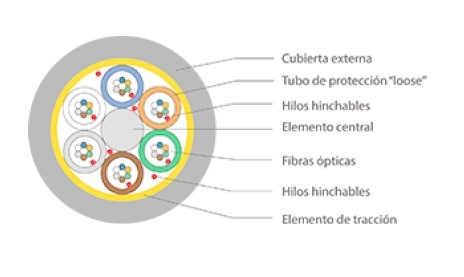 Cubierta externa
Tubo de protección “loose”
Hilos hinchables
Elemento central
Fibras ópticas
Hilos hinchables
Elemento de tracción